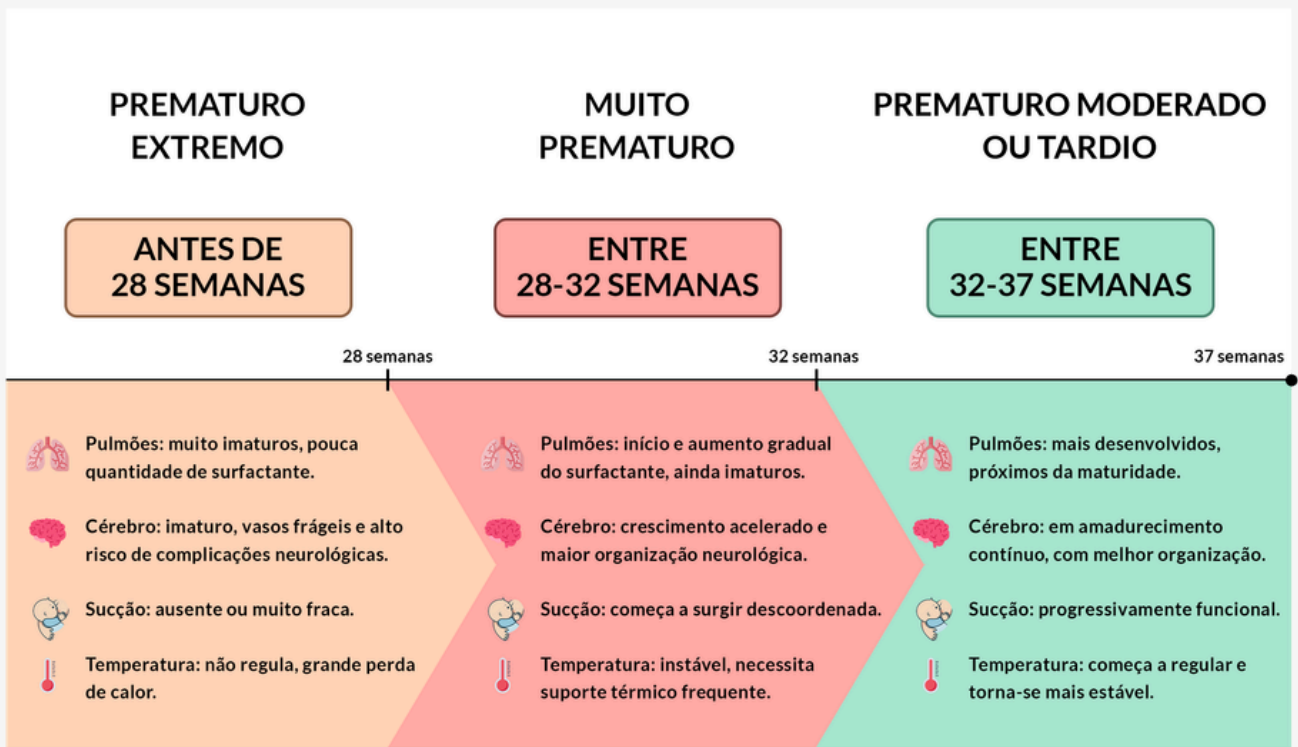 PREMATURO
EXTREMO
ANTES DE
28 SEMANAS
MUITO
PREMATURO
ENTRE
28-32 SEMANAS
PREMATURO MODERADO
OU TARDIO
ENTRE
32-37 SEMANAS
28 semanas
32 semanas
37 semanas
Pulmões: muito imaturos, pouca
quantidade de surfactante.
Cérebro: imaturo, vasos frágeis e alto
risco de complicações neurológicas.
Sucção: ausente ou muito fraca.
Temperatura: não regula, grande perda
de calor.
Pulmões: início e aumento gradual
do surfactante, ainda imaturos.
Cérebro: crescimento acelerado e
maior organização neurológica.
Sucção: começa a surgir descoordenada.
Temperatura: instável, necessita
suporte térmico frequente.
Pulmões: mais desenvolvidos,
próximos da maturidade.
Cérebro: em amadurecimento
contínuo, com melhor organização.
Sucção: progressivamente funcional.
Temperatura: começa a regular e
torna-se mais estável.